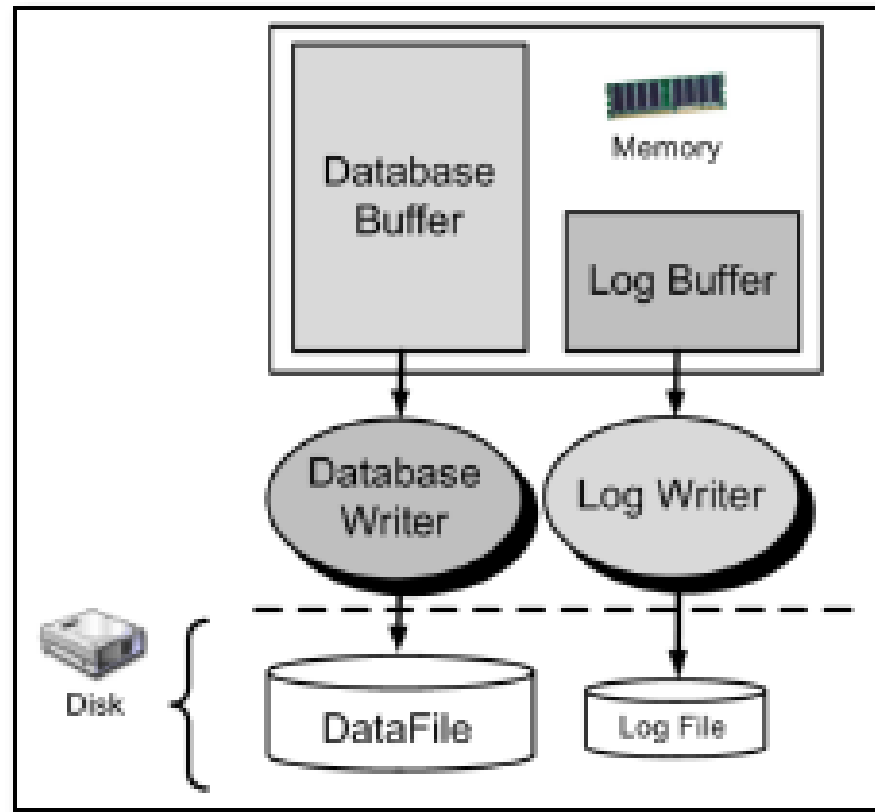 Database
Buffer
Memory
Log Buffer
Database
Writer
Log Writer
Disk
DataFile
Log File